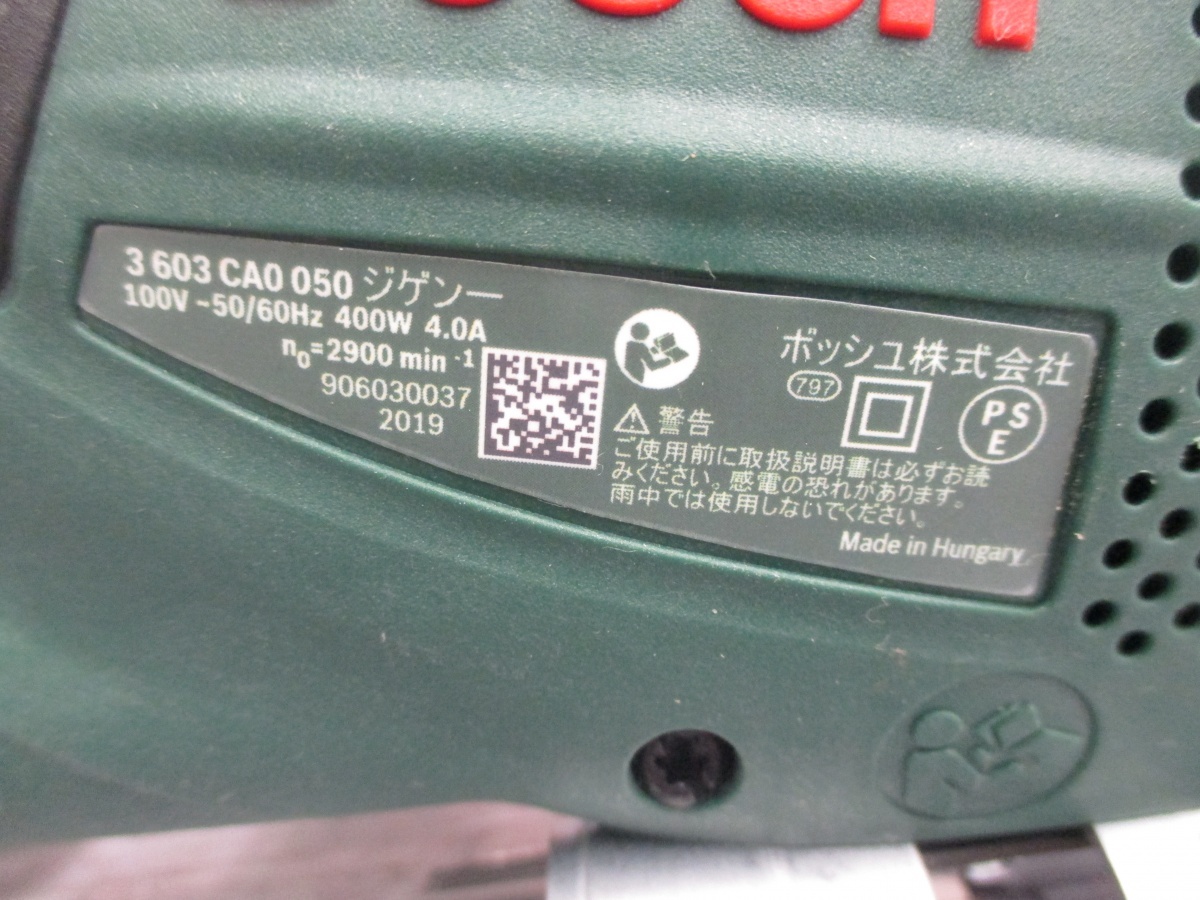 BOSCH
3 603 CA0 050 ジゲンー
100V ~50/60Hz 400W 4.0A
n0=2900 min -1
906030037
2019
ボッシュ株式会社
797
PS
E
警告
ご使用前に取扱説明書は必ずお読
みください。感電の恐れがあります。
雨中では使用しないでください。
Made in Hungary